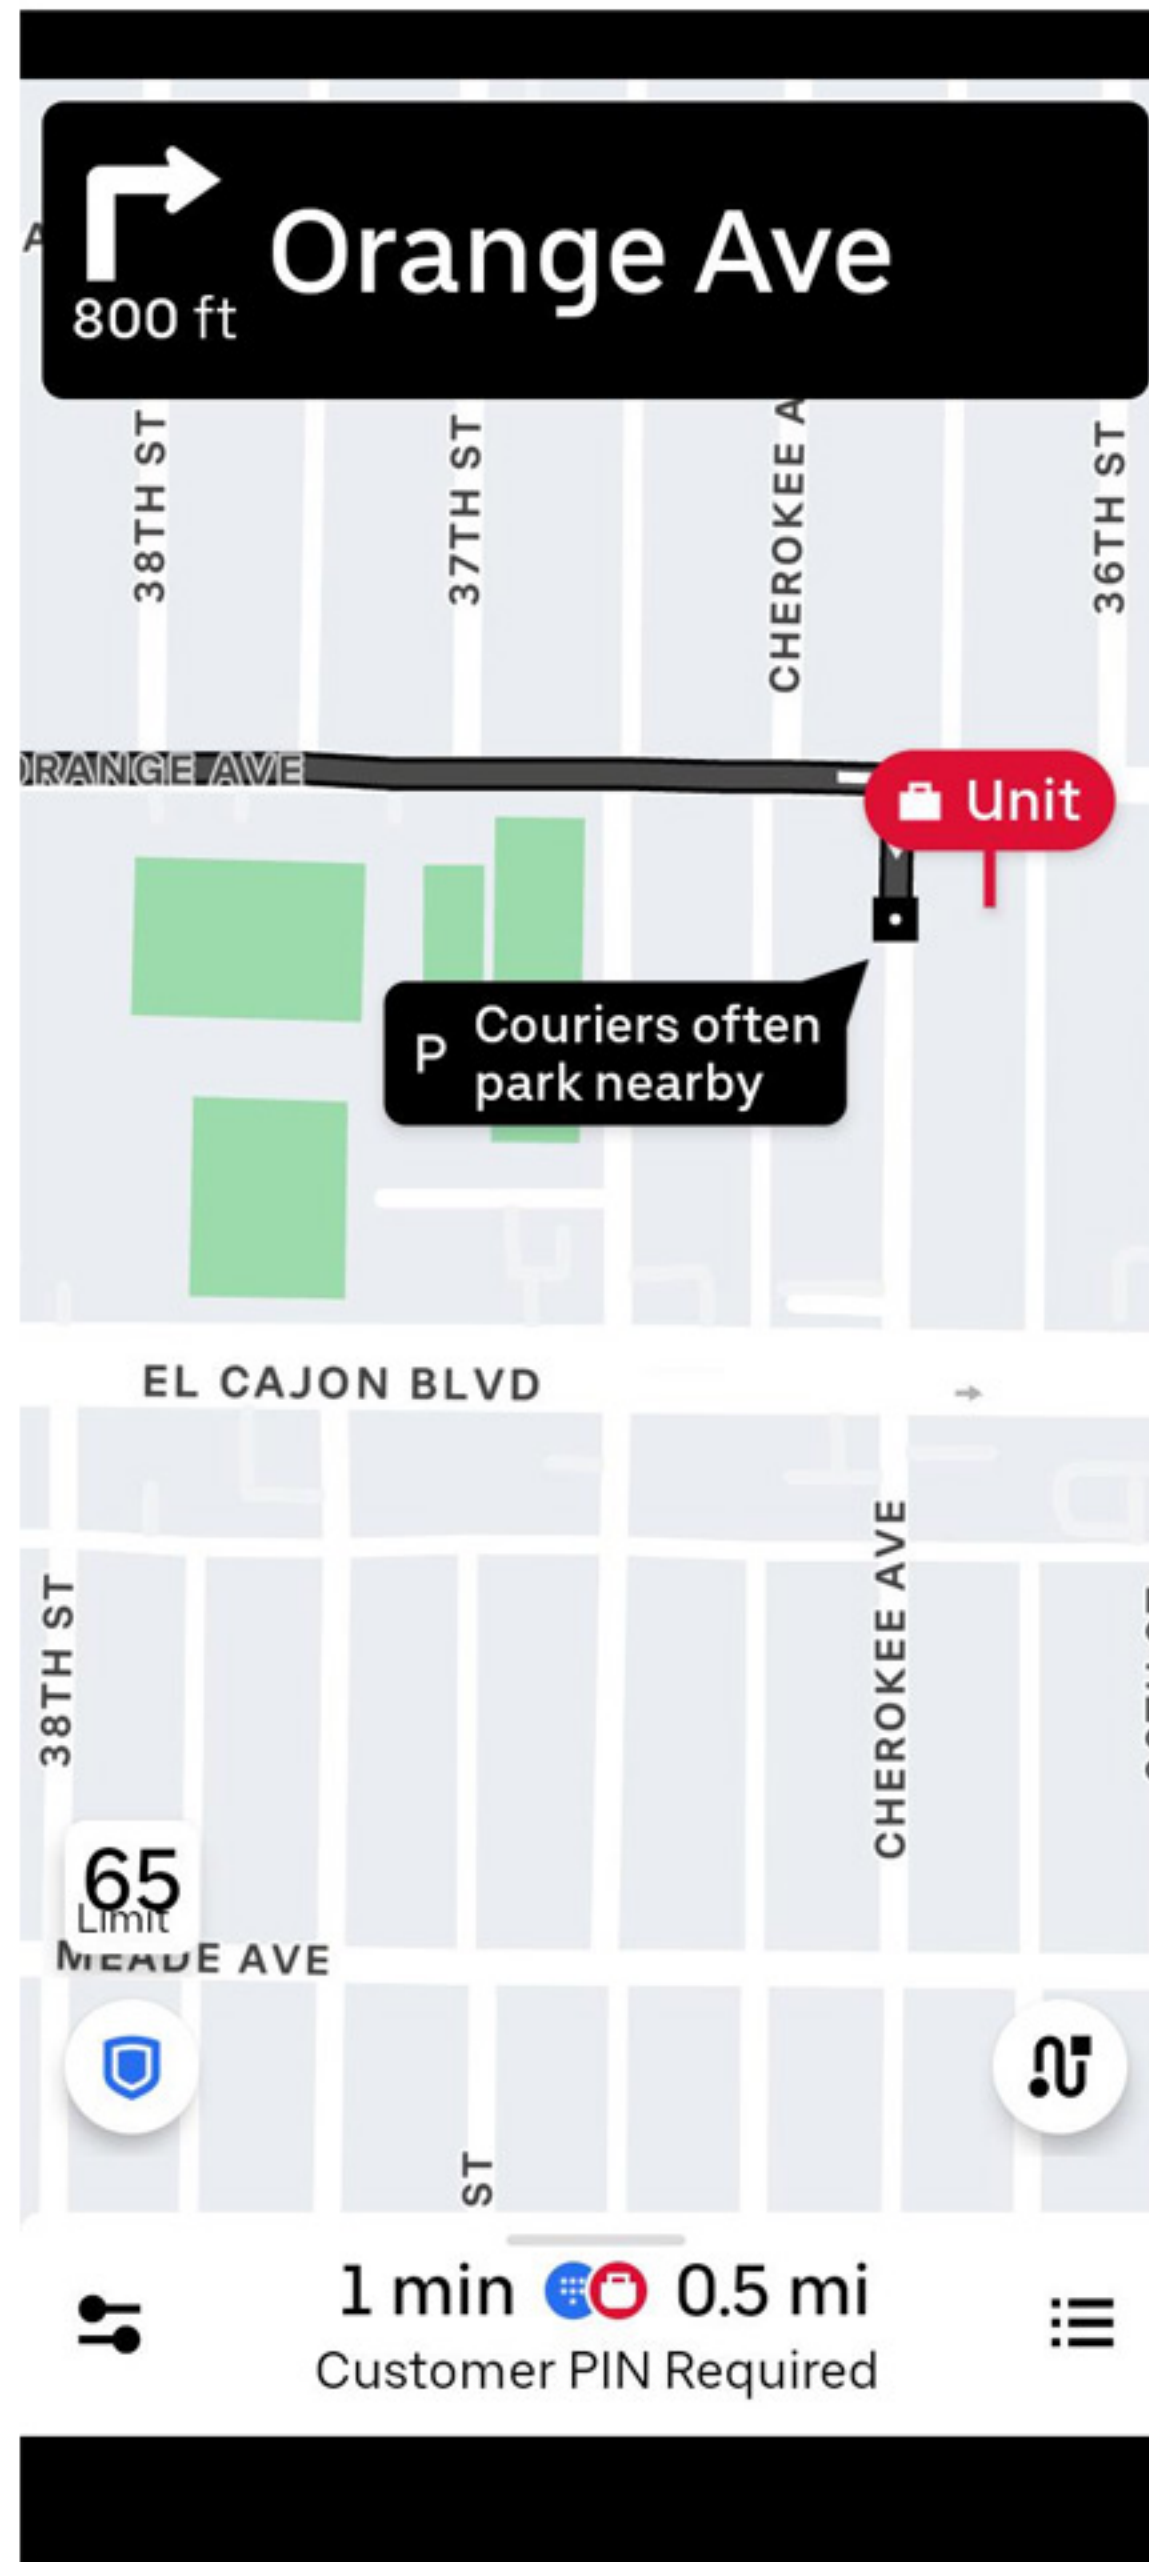 Orange Ave
800 ft
38TH ST
37TH ST
CHEROKEE A
36TH ST
ORANGE AVE
Unit
P
Couriers often
park nearby
EL CAJON BLVD
38TH ST
CHEROKEE AVE
65
Limit
MEADE AVE
ST
1 min
0.5 mi
Customer PIN Required